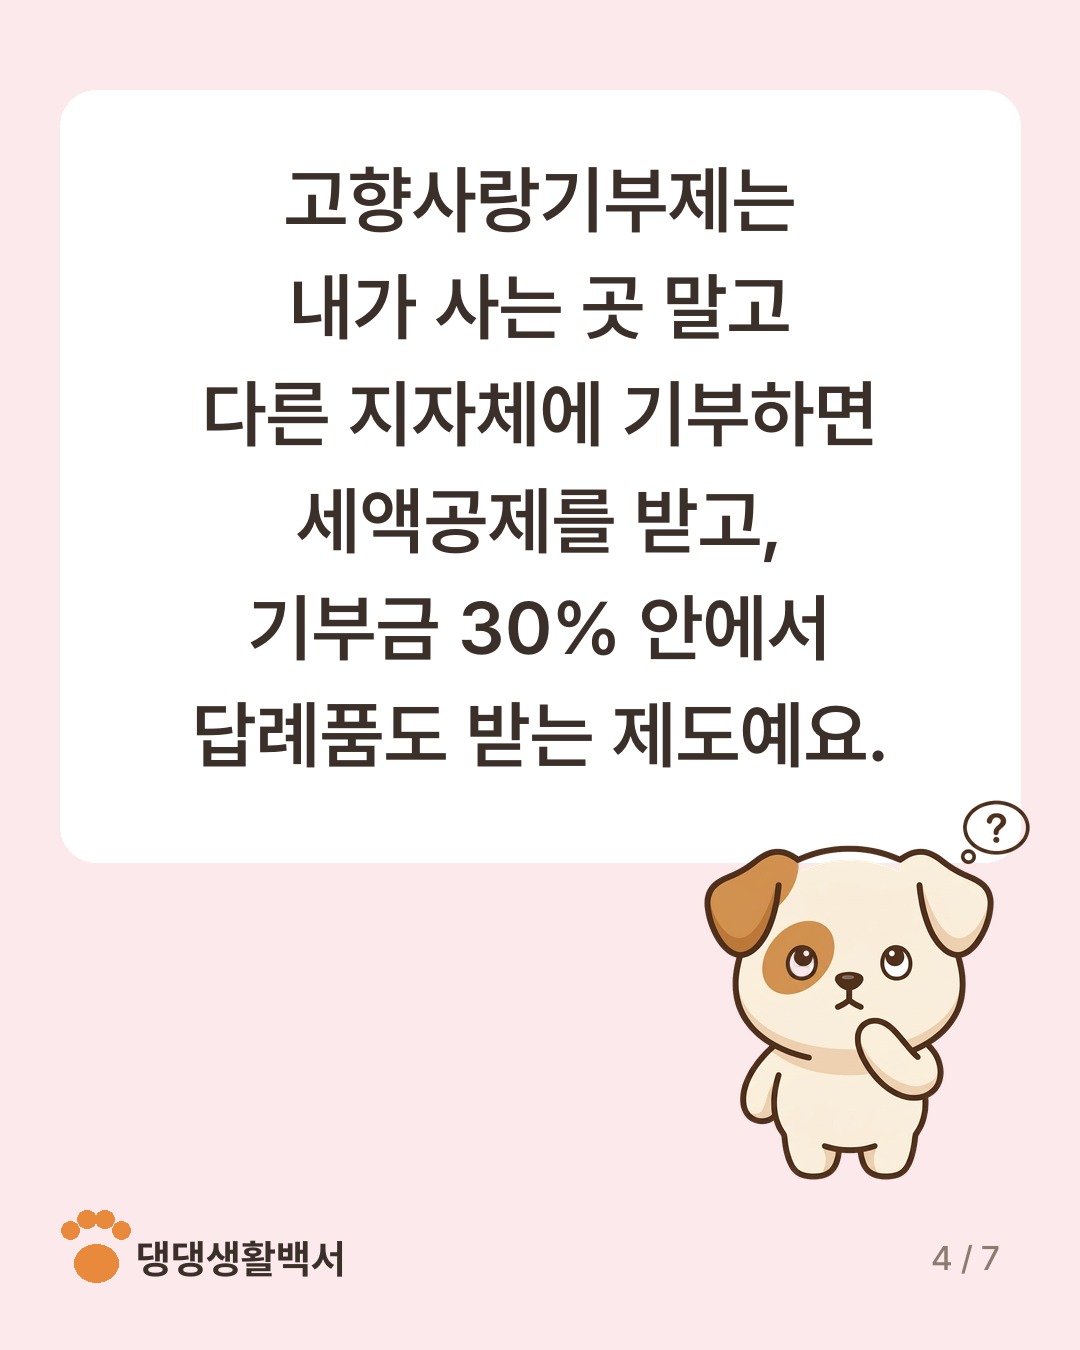 고향사랑기부제는
내가 사는 곳 말고
다른 지자체에 기부하면
세액공제를 받고,
기부금 30% 안에서
답례품도 받는 제도예요.
?
댕댕생활백서
4 / 7